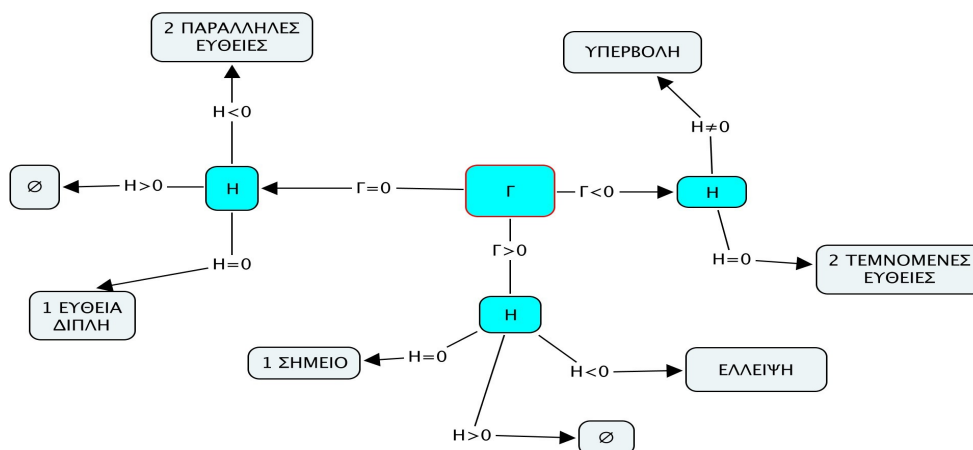 2 ΠΑΡΑΛΛΗΛΕΣ
ΕΥΘΕΙΕΣ
ΥΠΕΡΒΟΛΗ
Η<0
Η≠0
∅
Η>0
Η
Γ=0
Γ
Γ<0
Η
Γ>0
Η=0
Η=0
2 ΤΕΜΝΟΜΕΝΕΣ
ΕΥΘΕΙΕΣ
1 ΕΥΘΕΙΑ
ΔΙΠΛΗ
Η
1 ΣΗΜΕΙΟ
Η=0
Η<0
ΕΛΛΕΙΨΗ
Η>0
∅